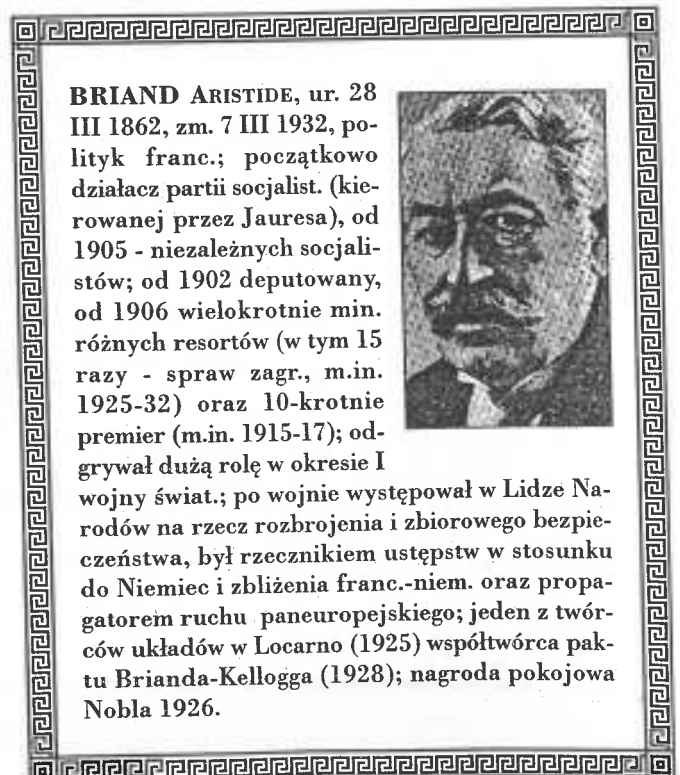 BRIAND ARISTIDE, ur. 28
III 1862, zm. 7 III 1932, po-
lityk franc.; początkowo
działacz partii socjalist. (kie-
rowanej przez Jauresa), od
1905 - niezależnych socjali-
stów; od 1902 deputowany,
od 1906 wielokrotnie min.
różnych resortów (w tym 15
razy - spraw zagr., m.in.
1925-32) oraz 10-krotnie
premier (m.in. 1915-17); od-
grywał dużą rolę w okresie I
wojny świat.; po wojnie występował w Lidze Na-
rodów na rzecz rozbrojenia i zbiorowego bezpie-
czeństwa, był rzecznikiem ustępstw w stosunku
do Niemiec i zbliżenia franc.-niem. oraz propa-
gatorem ruchu paneuropejskiego; jeden z twór-
ców układów w Locarno (1925) współtwórca pak-
tu Brianda-Kellogga (1928); nagroda pokojowa
Nobla 1926.